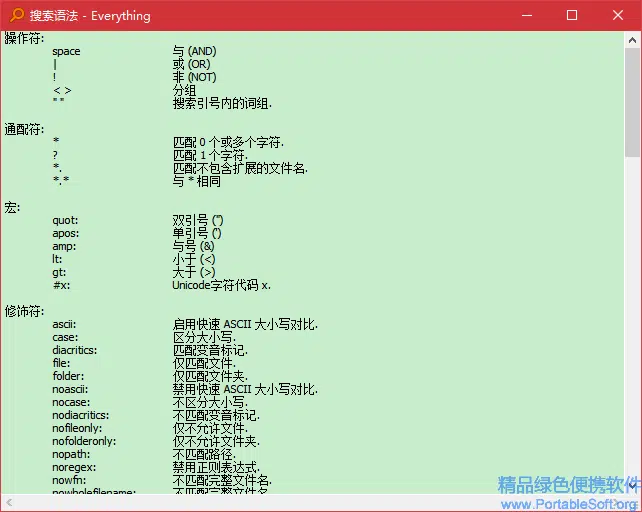 搜索语法 - Everything
操作符:
space 与 (AND)
| 或 (OR)
! 非 (NOT)
< > 分组
" " 搜索引号内的词组.
通配符:
* 匹配 0 个或多个字符.
? 匹配 1 个字符.
*. 匹配不包含扩展的文件名.
*.* 与 * 相同
宏:
quot: 双引号 (")
apos: 单引号 (')
amp: 与号 (&)
lt: 小于 (<)
gt: 大于 (>)
#x: Unicode字符代码 x.
修饰符:
ascii: 启用快速 ASCII 大小写对比.
case: 区分大小写.
diacritics: 匹配变音标记.
file: 仅匹配文件.
folder: 仅匹配文件夹.
noascii: 禁用快速 ASCII 大小写对比.
nocase: 不区分大小写.
nodiacritics: 不匹配变音标记.
nofileonly: 仅不允许文件.
nofolderonly: 仅不允许文件夹.
nopath: 不匹配路径.
noregex: 禁用正则表达式.
nowfn: 不匹配完整文件名.
nowholefilename: 不匹配完整文件名.
精品绿色便携软件
www.PortableSoft.org